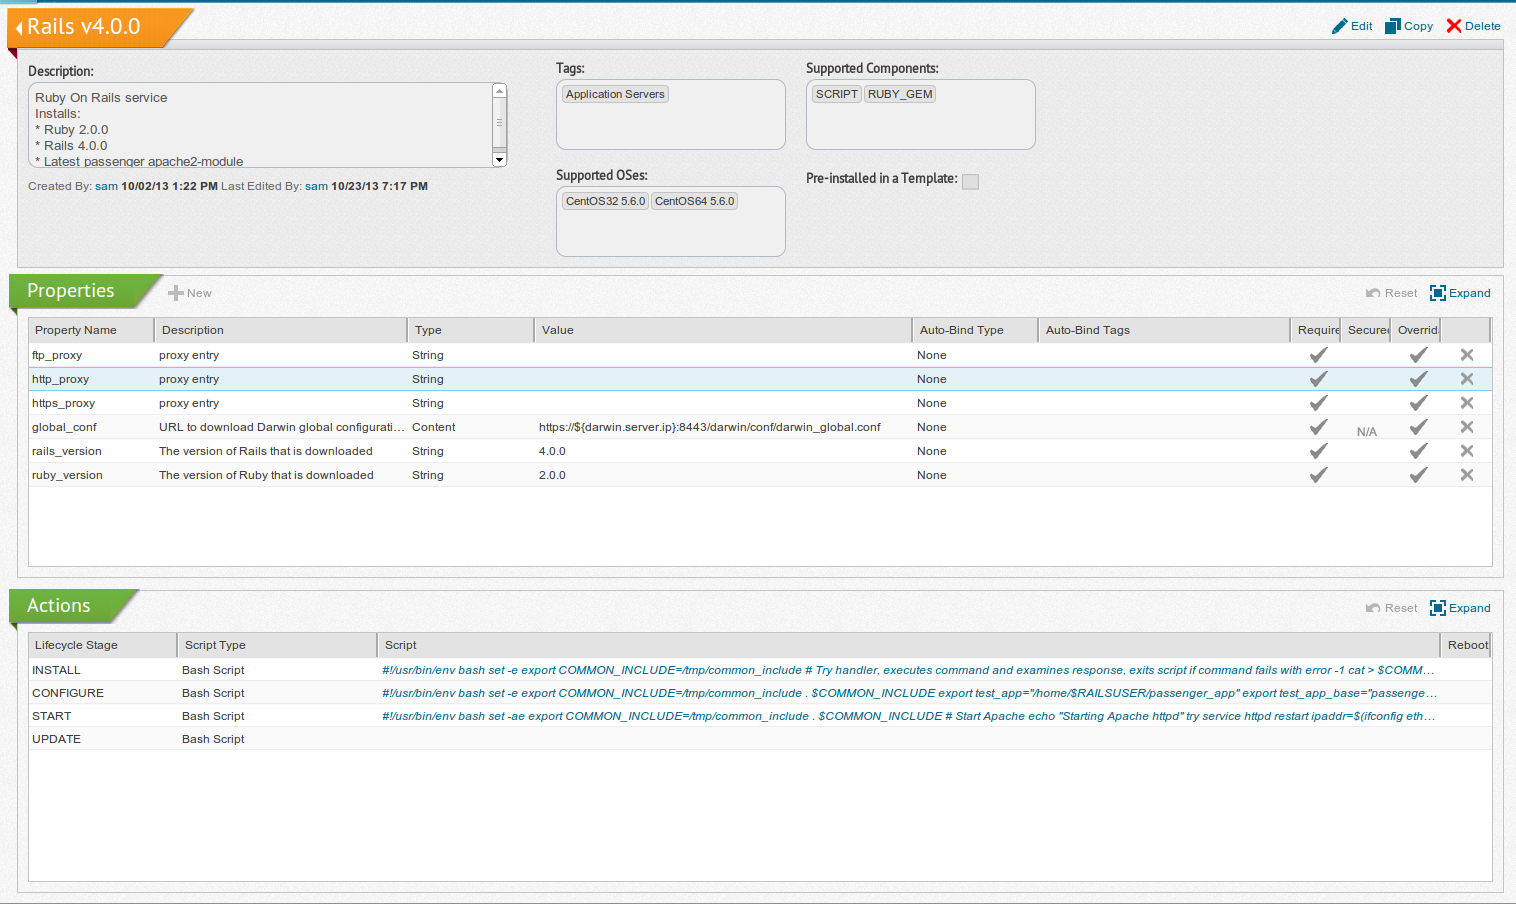 Rails v4.0.0
Edit Copy Delete
Description:
Ruby On Rails service
Installs:
* Ruby 2.0.0
* Rails 4.0.0
* Latest passenger apache2-module
Created By: sam 10/02/13 1:22 PM Last Edited By: sam 10/23/13 7:17 PM
Tags:
Application Servers
Supported OSes:
CentOS32 5.6.0 CentOS64 5.6.0
Supported Components:
SCRIPT RUBY_GEM
Pre-installed in a Template:
Properties
New
Reset Expand
Property Name Description Type Value Auto-Bind Type Auto-Bind Tags Require Secured Overrid
ftp_proxy proxy entry String None
http_proxy proxy entry String None
https_proxy proxy entry String None
global_conf URL to download Darwin global configurati... Content https://${darwin.server.ip}:8443/darwin/conf/darwin_global.conf None N/A
rails_version The version of Rails that is downloaded String 4.0.0 None
ruby_version The version of Ruby that is downloaded String 2.0.0 None
Actions
Reset Expand
Lifecycle Stage Script Type Script Reboot
INSTALL Bash Script #!/usr/bin/env bash set -e export COMMON_INCLUDE=/tmp/common_include # Try handler, executes command and examines response, exits script if command fails with error -1 cat > $COMM...
CONFIGURE Bash Script #!/usr/bin/env bash set -e export COMMON_INCLUDE=/tmp/common_include . $COMMON_INCLUDE export test_app="/home/$RAILSUSER/passenger_app" export test_app_base="passenge...
START Bash Script #!/usr/bin/env bash set -ae export COMMON_INCLUDE=/tmp/common_include . $COMMON_INCLUDE # Start Apache echo "Starting Apache httpd" try service httpd restart ipaddr=$(ifconfig eth...
UPDATE Bash Script